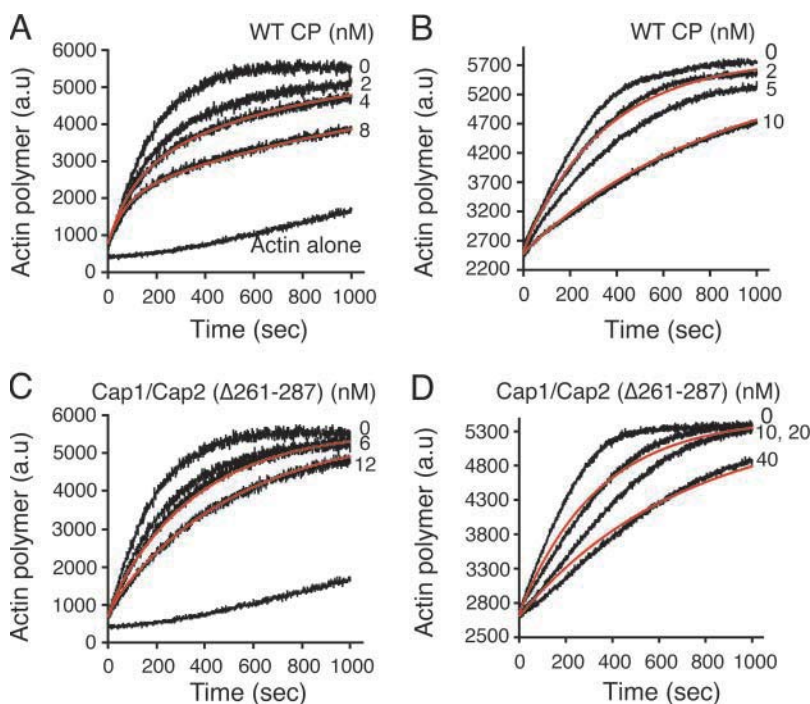 A
WT CP (nM)
Actin polymer (a.u)
6000
5000
4000
3000
2000
1000
0
0
2
4
8
Actin alone
0 200 400 600 800 1000
Time (sec)
B
WT CP (nM)
Actin polymer (a.u)
5700
5200
4700
4200
3700
3200
2700
2200
0
2
5
10
0 200 400 600 800 1000
Time (sec)
C
Cap1/Cap2 (Δ261-287) (nM)
Actin polymer (a.u)
6000
5000
4000
3000
2000
1000
0
0
6
12
0 200 400 600 800 1000
Time (sec)
D
Cap1/Cap2 (Δ261-287) (nM)
Actin polymer (a.u)
5300
4800
4300
3800
3300
2800
2500
0
10, 20
40
0 200 400 600 800 1000
Time (sec)